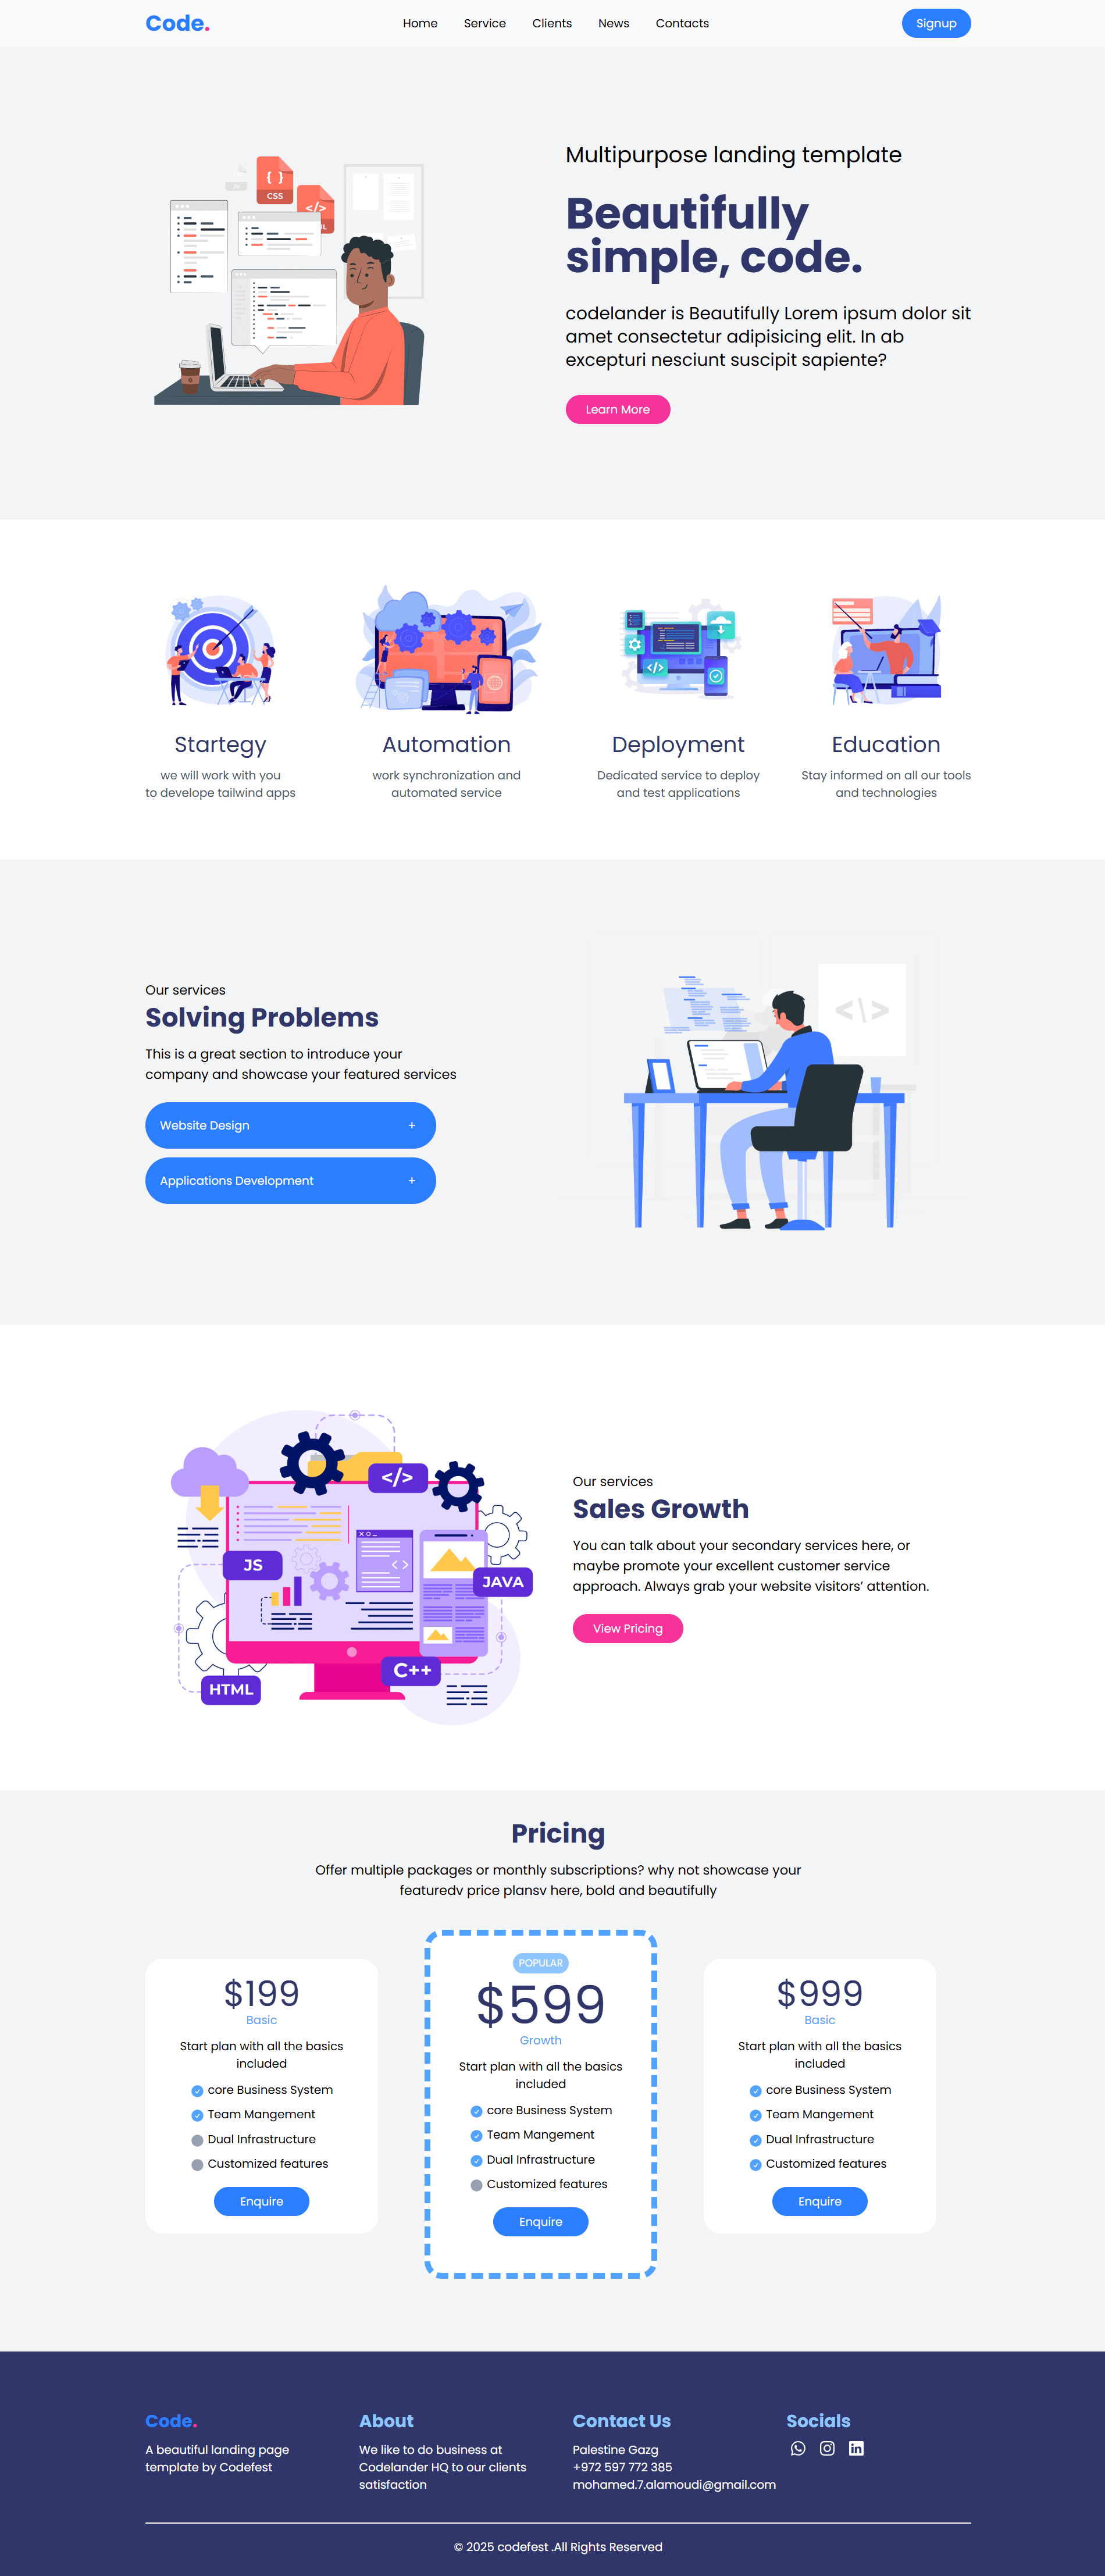 Code.
Home Service Clients News Contacts
Signup
Multipurpose landing template
Beautifully
simple, code.
codelander is Beautifully Lorem ipsum dolor sit
amet consectetur adipisicing elit. In ab
excepturi nesciunt suscipit sapiente?
Learn More
{ }
CSS
</>
Startegy
we will work with you
to develope tailwind apps
Automation
work synchronization and
automated service
</>
Deployment
Dedicated service to deploy
and test applications
Education
Stay informed on all our tools
and technologies
Our services
Solving Problems
This is a great section to introduce your
company and showcase your featured services
Website Design +
Applications Development +
</>
</>
JS
< >
JAVA
C++
HTML
Our services
Sales Growth
You can talk about your secondary services here, or
maybe promote your excellent customer service
approach. Always grab your website visitors’ attention.
View Pricing
Pricing
Offer multiple packages or monthly subscriptions? why not showcase your
featuredv price plansv here, bold and beautifully
$199
Basic
Start plan with all the basics
included
core Business System
Team Mangement
Dual Infrastructure
Customized features
Enquire
POPULAR
$599
Growth
Start plan with all the basics
included
core Business System
Team Mangement
Dual Infrastructure
Customized features
Enquire
$999
Basic
Start plan with all the basics
included
core Business System
Team Mangement
Dual Infrastructure
Customized features
Enquire
Code.
A beautiful landing page
template by Codefest
About
We like to do business at
Codelander HQ to our clients
satisfaction
Contact Us
Palestine Gazg
+972 597 772 385
mohamed.7.alamoudi@gmail.com
Socials
© 2025 codefest .All Rights Reserved